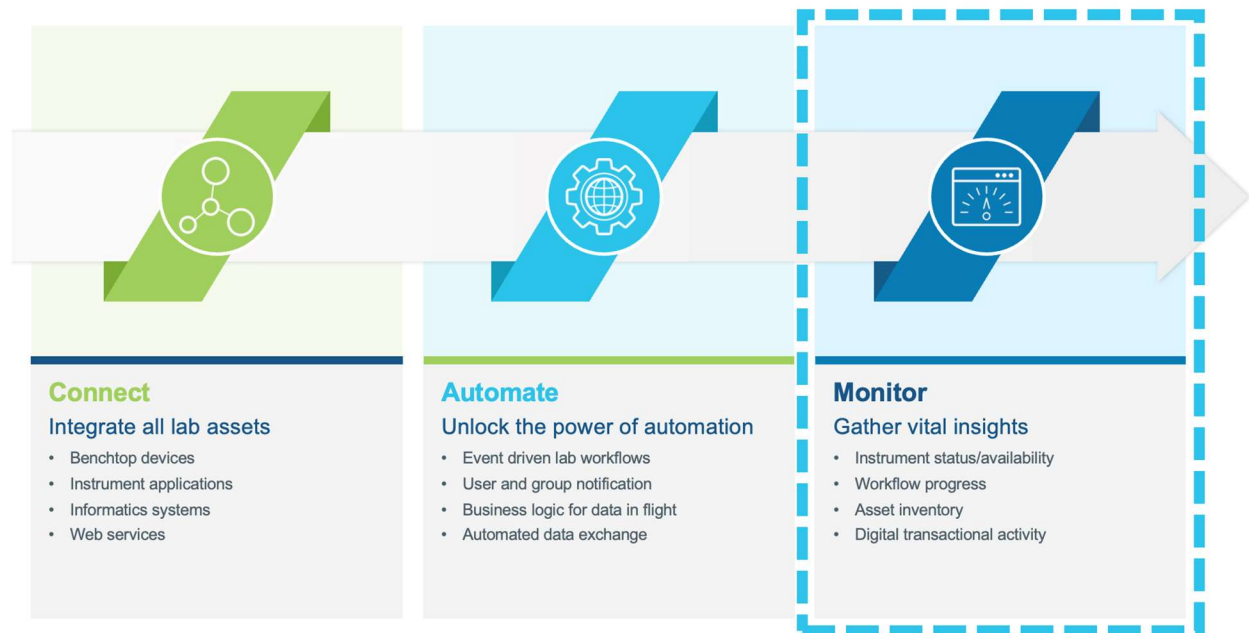 Connect
Integrate all lab assets
• Benchtop devices
• Instrument applications
• Informatics systems
• Web services
Automate
Unlock the power of automation
• Event driven lab workflows
• User and group notification
• Business logic for data in flight
• Automated data exchange
Monitor
Gather vital insights
• Instrument status/availability
• Workflow progress
• Asset inventory
• Digital transactional activity